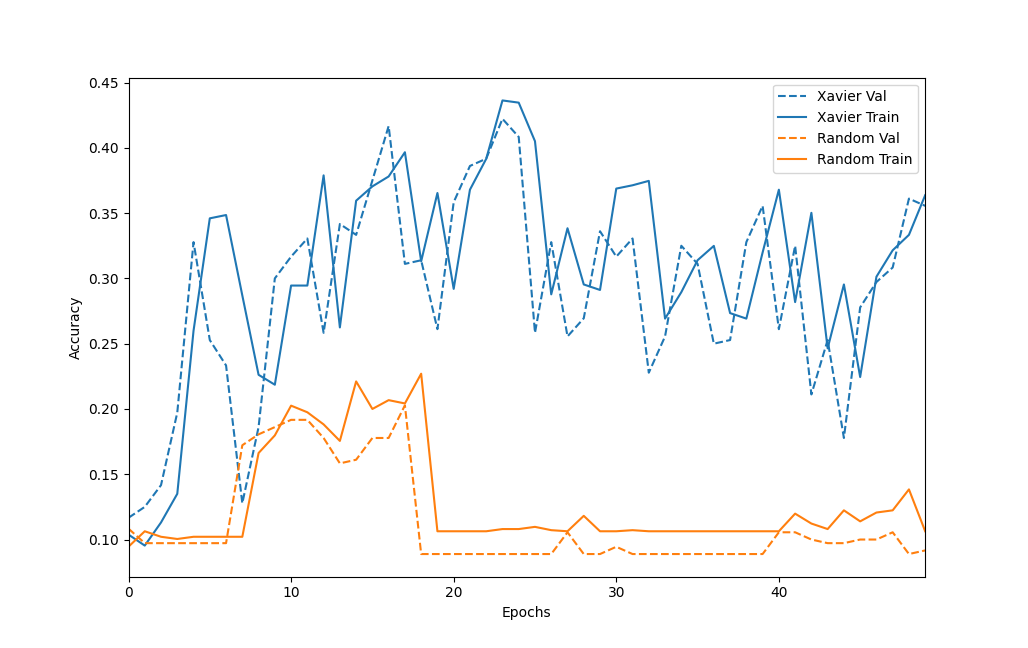 0.45
0.40
0.35
0.30
0.25
0.20
0.15
0.10
Accuracy
0 10 20 30 40
Epochs
Xavier Val
Xavier Train
Random Val
Random Train